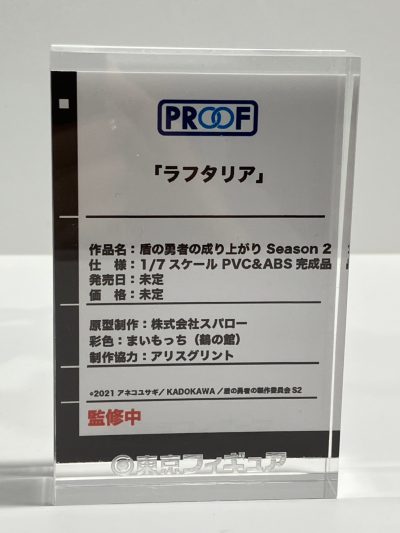 PROOF
「ラフタリア」
作品名：盾の勇者の成り上がり Season 2
仕　様：1/7 スケール PVC&ABS 完成品
発売日：未定
価　格：未定
原型制作：株式会社スパロー
彩色：まいもっち（鶴の館）
制作協力：アリスグリント
©2021 アネコユサギ／KADOKAWA／盾の勇者の製作委員会 S2
監修中
東京フィギュア